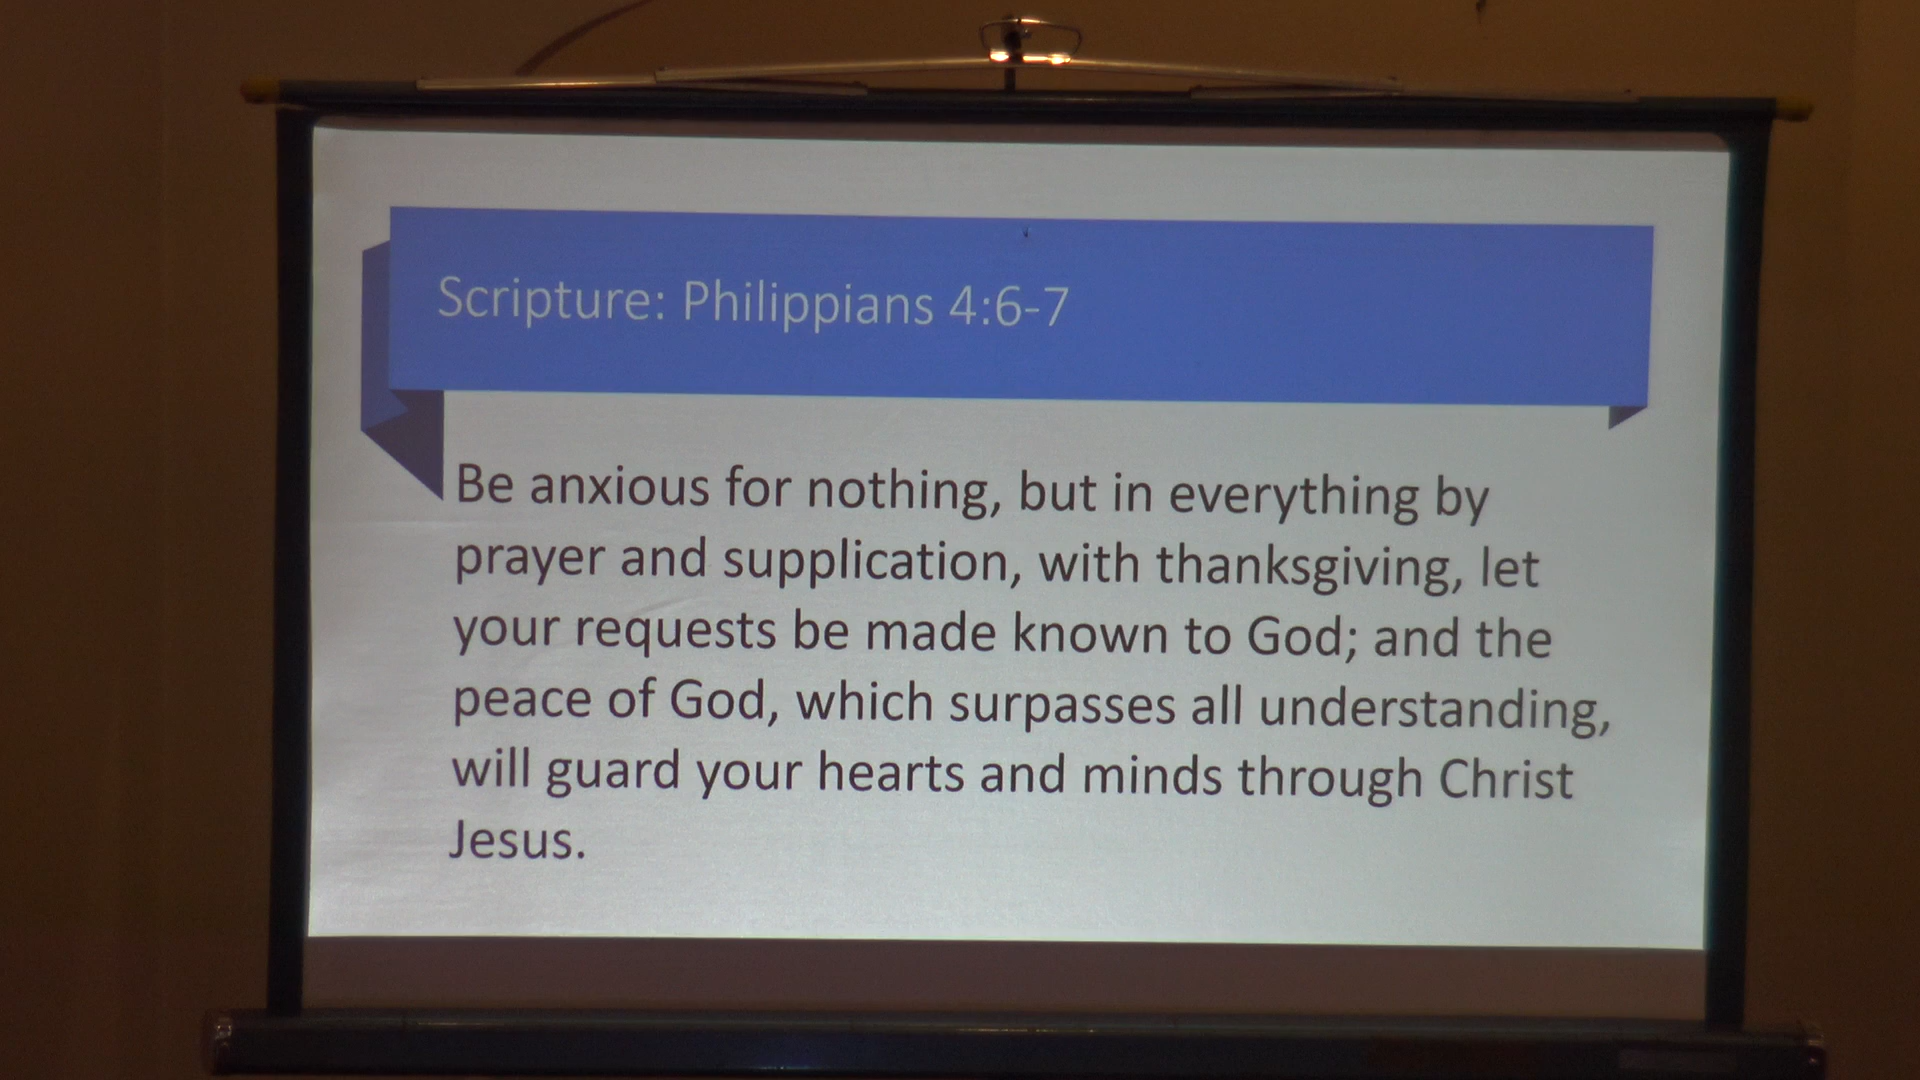 Scripture: Philippians 4:6-7
Be anxious for nothing, but in everything by
prayer and supplication, with thanksgiving, let
your requests be made known to God; and the
peace of God, which surpasses all understanding,
will guard your hearts and minds through Christ
Jesus.